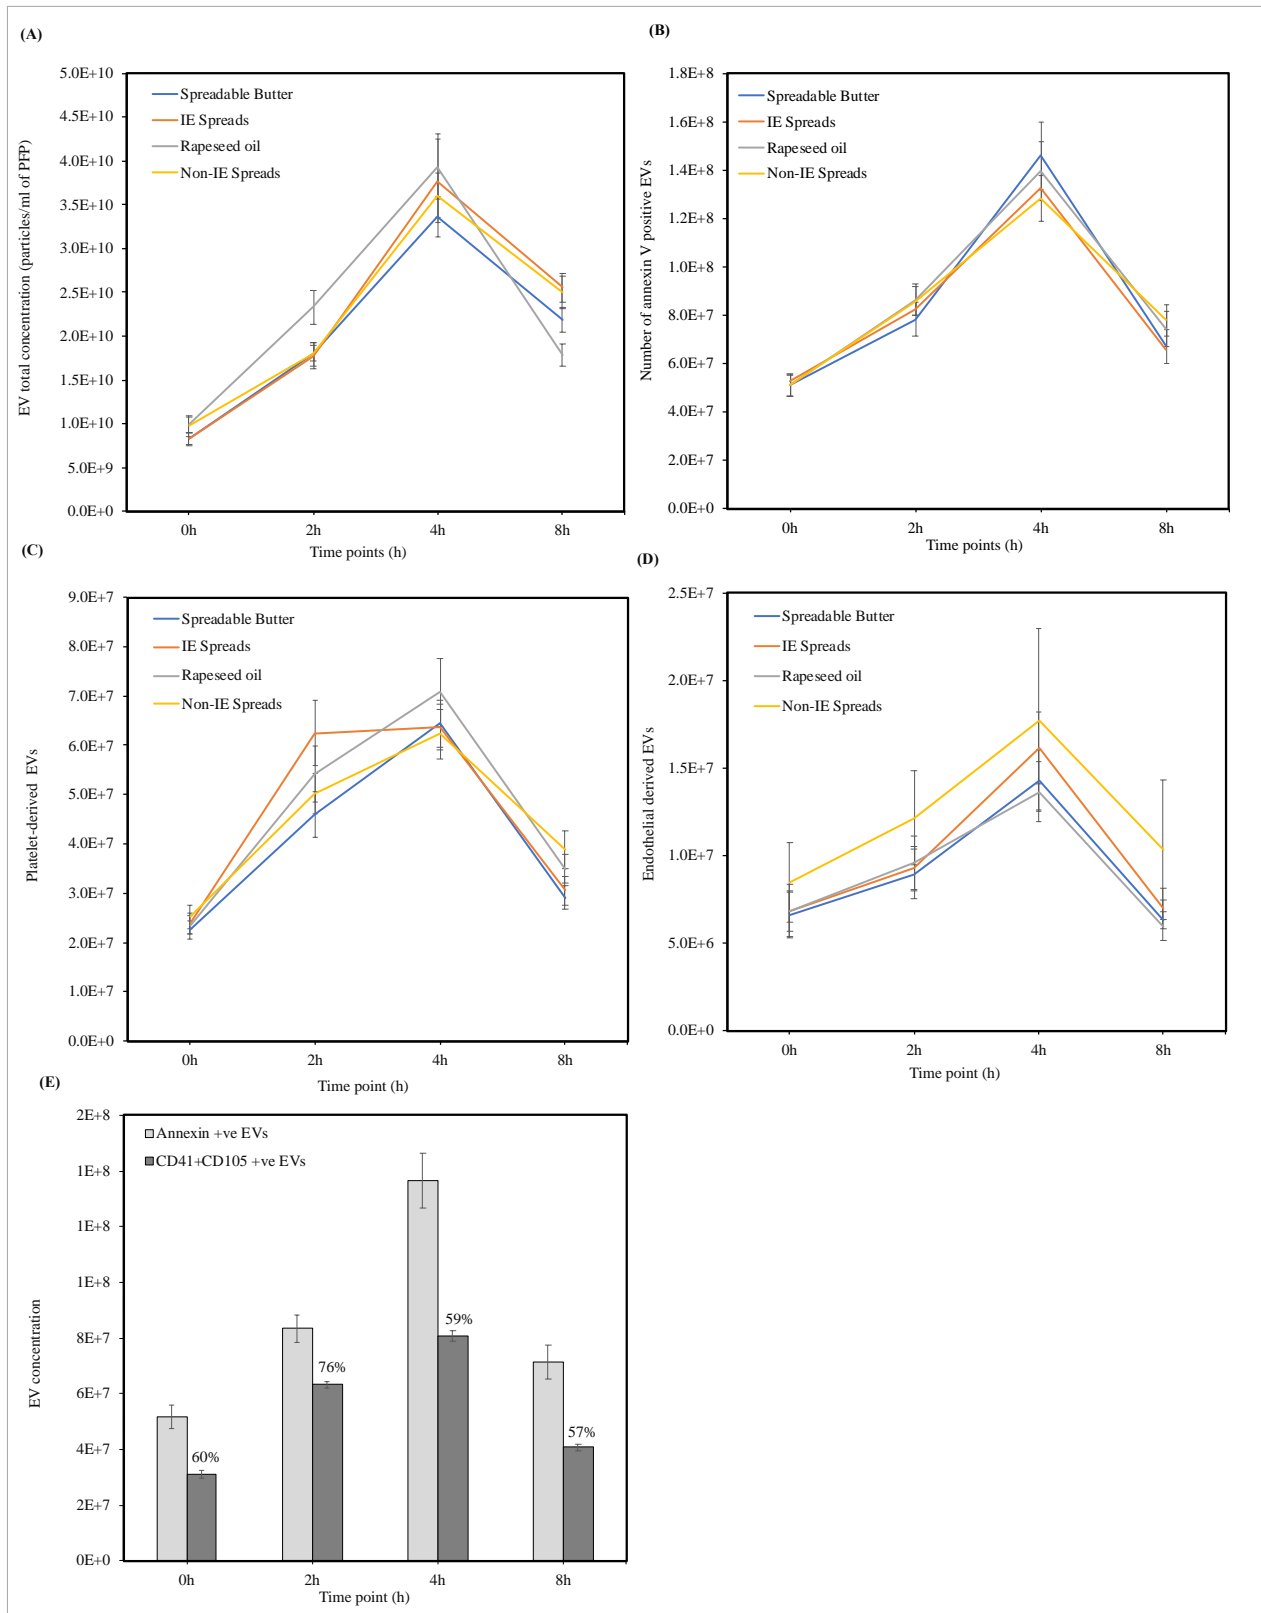 (A)
EV total concentration (particles/ml of PFP)
5.0E+10
4.5E+10
4.0E+10
3.5E+10
3.0E+10
2.5E+10
2.0E+10
1.5E+10
1.0E+10
5.0E+9
0.0E+0
Spreadable Butter
IE Spreads
Rapeseed oil
Non-IE Spreads
0h 2h 4h 8h
Time points (h)
(B)
Number of annexin V positive EVs
1.8E+8
1.6E+8
1.4E+8
1.2E+8
1.0E+8
8.0E+7
6.0E+7
4.0E+7
2.0E+7
0.0E+0
Spreadable Butter
IE Spreads
Rapeseed oil
Non-IE Spreads
0h 2h 4h 8h
Time points (h)
(C)
Platelet-derived EVs
9.0E+7
8.0E+7
7.0E+7
6.0E+7
5.0E+7
4.0E+7
3.0E+7
2.0E+7
1.0E+7
0.0E+0
Spreadable Butter
IE Spreads
Rapeseed oil
Non-IE Spreads
0h 2h 4h 8h
Time point (h)
(D)
Endothelial derived EVs
2.5E+7
2.0E+7
1.5E+7
1.0E+7
5.0E+6
0.0E+0
Spreadable Butter
IE Spreads
Rapeseed oil
Non-IE Spreads
0h 2h 4h 8h
Time point (h)
(E)
EV concentration
2E+8
1E+8
1E+8
1E+8
8E+7
6E+7
4E+7
2E+7
0E+0
Annexin +ve EVs
CD41+CD105 +ve EVs
60%
76%
59%
57%
0h 2h 4h 8h
Time point (h)